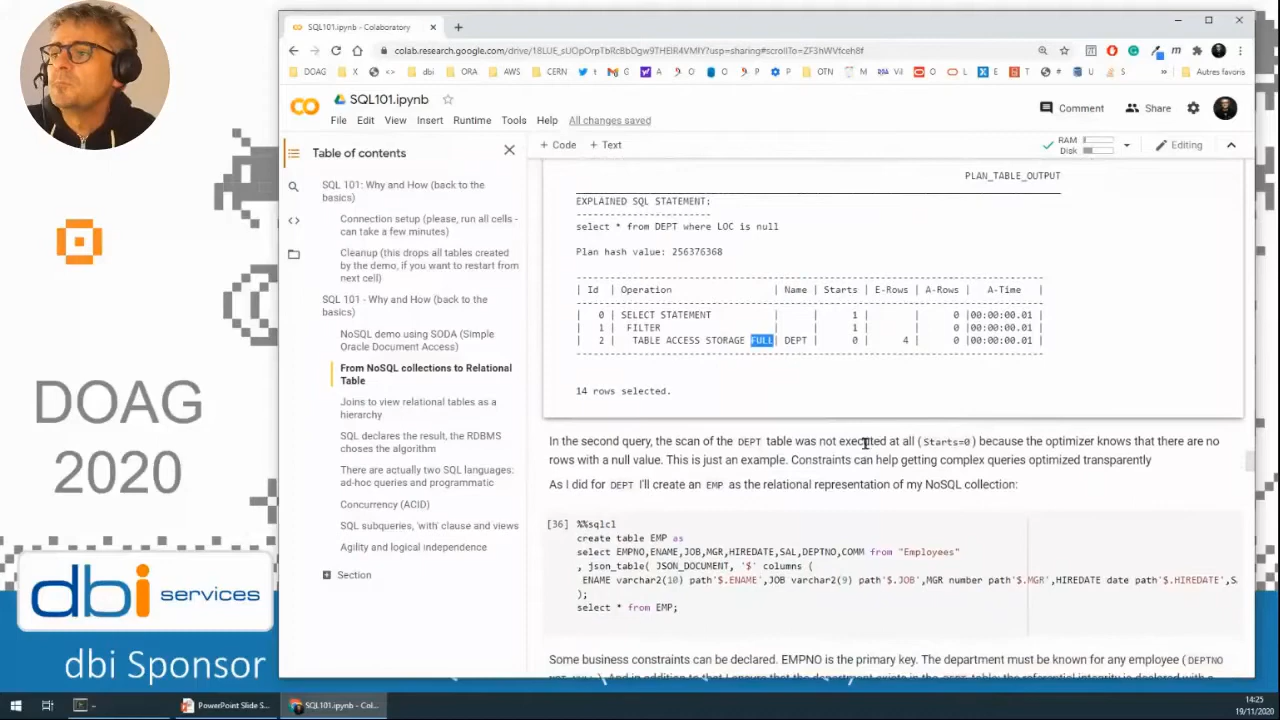 SQL101.ipynb - Colaboratory
colab.research.google.com/drive/18LUE_sUOpOrpTbRcBbDgw9THEIR4VMIY?usp=sharing#scrollTo=ZF3hWVfceh8f
DOAG
X
dbi
ORA
AWS
CERN
OTN
Autres favoris
SQL101.ipynb
Comment
Share
File Edit View Insert Runtime Tools Help All changes saved
+ Code + Text
RAM
Disk
Editing
Table of contents
SQL 101: Why and How (back to the
basics)
Connection setup (please, run all cells -
can take a few minutes)
Cleanup (this drops all tables created
by the demo, if you want to restart from
next cell)
SQL 101 - Why and How (back to the
basics)
NoSQL demo using SODA (Simple
Oracle Document Access)
From NoSQL collections to Relational
Table
Joins to view relational tables as a
hierarchy
SQL declares the result, the RDBMS
choses the algorithm
There are actually two SQL languages:
ad-hoc queries and programmatic
Concurrency (ACID)
SQL subqueries, 'with' clause and views
Agility and logical independence
Section
PLAN_TABLE_OUTPUT
EXPLAINED SQL STATEMENT:
------------------------
select * from DEPT where LOC is null
Plan hash value: 256376368
| Id | Operation | Name | Starts | E-Rows | A-Rows | A-Time |
| 0 | SELECT STATEMENT | | 1 | | 0 |00:00:00.01 |
| 1 | FILTER | | 1 | | 0 |00:00:00.01 |
| 2 | TABLE ACCESS STORAGE FULL| DEPT | 0 | 4 | 0 |00:00:00.01 |
14 rows selected.
In the second query, the scan of the DEPT table was not executed at all (Starts=0) because the optimizer knows that there are no
rows with a null value. This is just an example. Constraints can help getting complex queries optimized transparently
As I did for DEPT I'll create an EMP as the relational representation of my NoSQL collection:
[36] %%sqlcl
create table EMP as
select EMPNO,ENAME,JOB,MGR,HIREDATE,SAL,DEPTNO,COMM from "Employees"
, json_table( JSON_DOCUMENT, '$' columns (
ENAME varchar2(10) path'$.ENAME',JOB varchar2(9) path'$.JOB',MGR number path'$.MGR',HIREDATE date path'$.HIREDATE',S
);
select * from EMP;
Some business constraints can be declared. EMPNO is the primary key. The department must be known for any employee (DEPTNO
DOAG
2020
dbi services
dbi Sponsor
PowerPoint Slide S...
SQL101.ipynb - Col...
14:25
19/11/2020